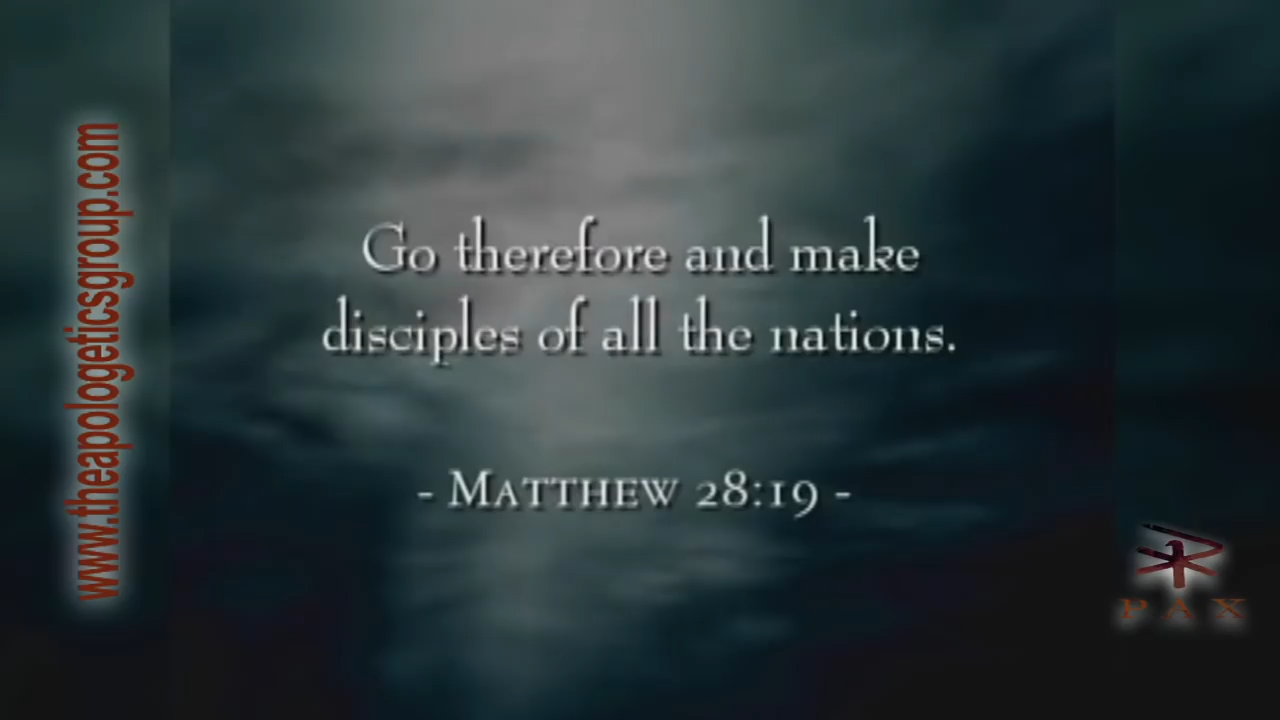 www.theapologeticsgroup.com
Go therefore and make
disciples of all the nations.
- MATTHEW 28:19 -
PAX